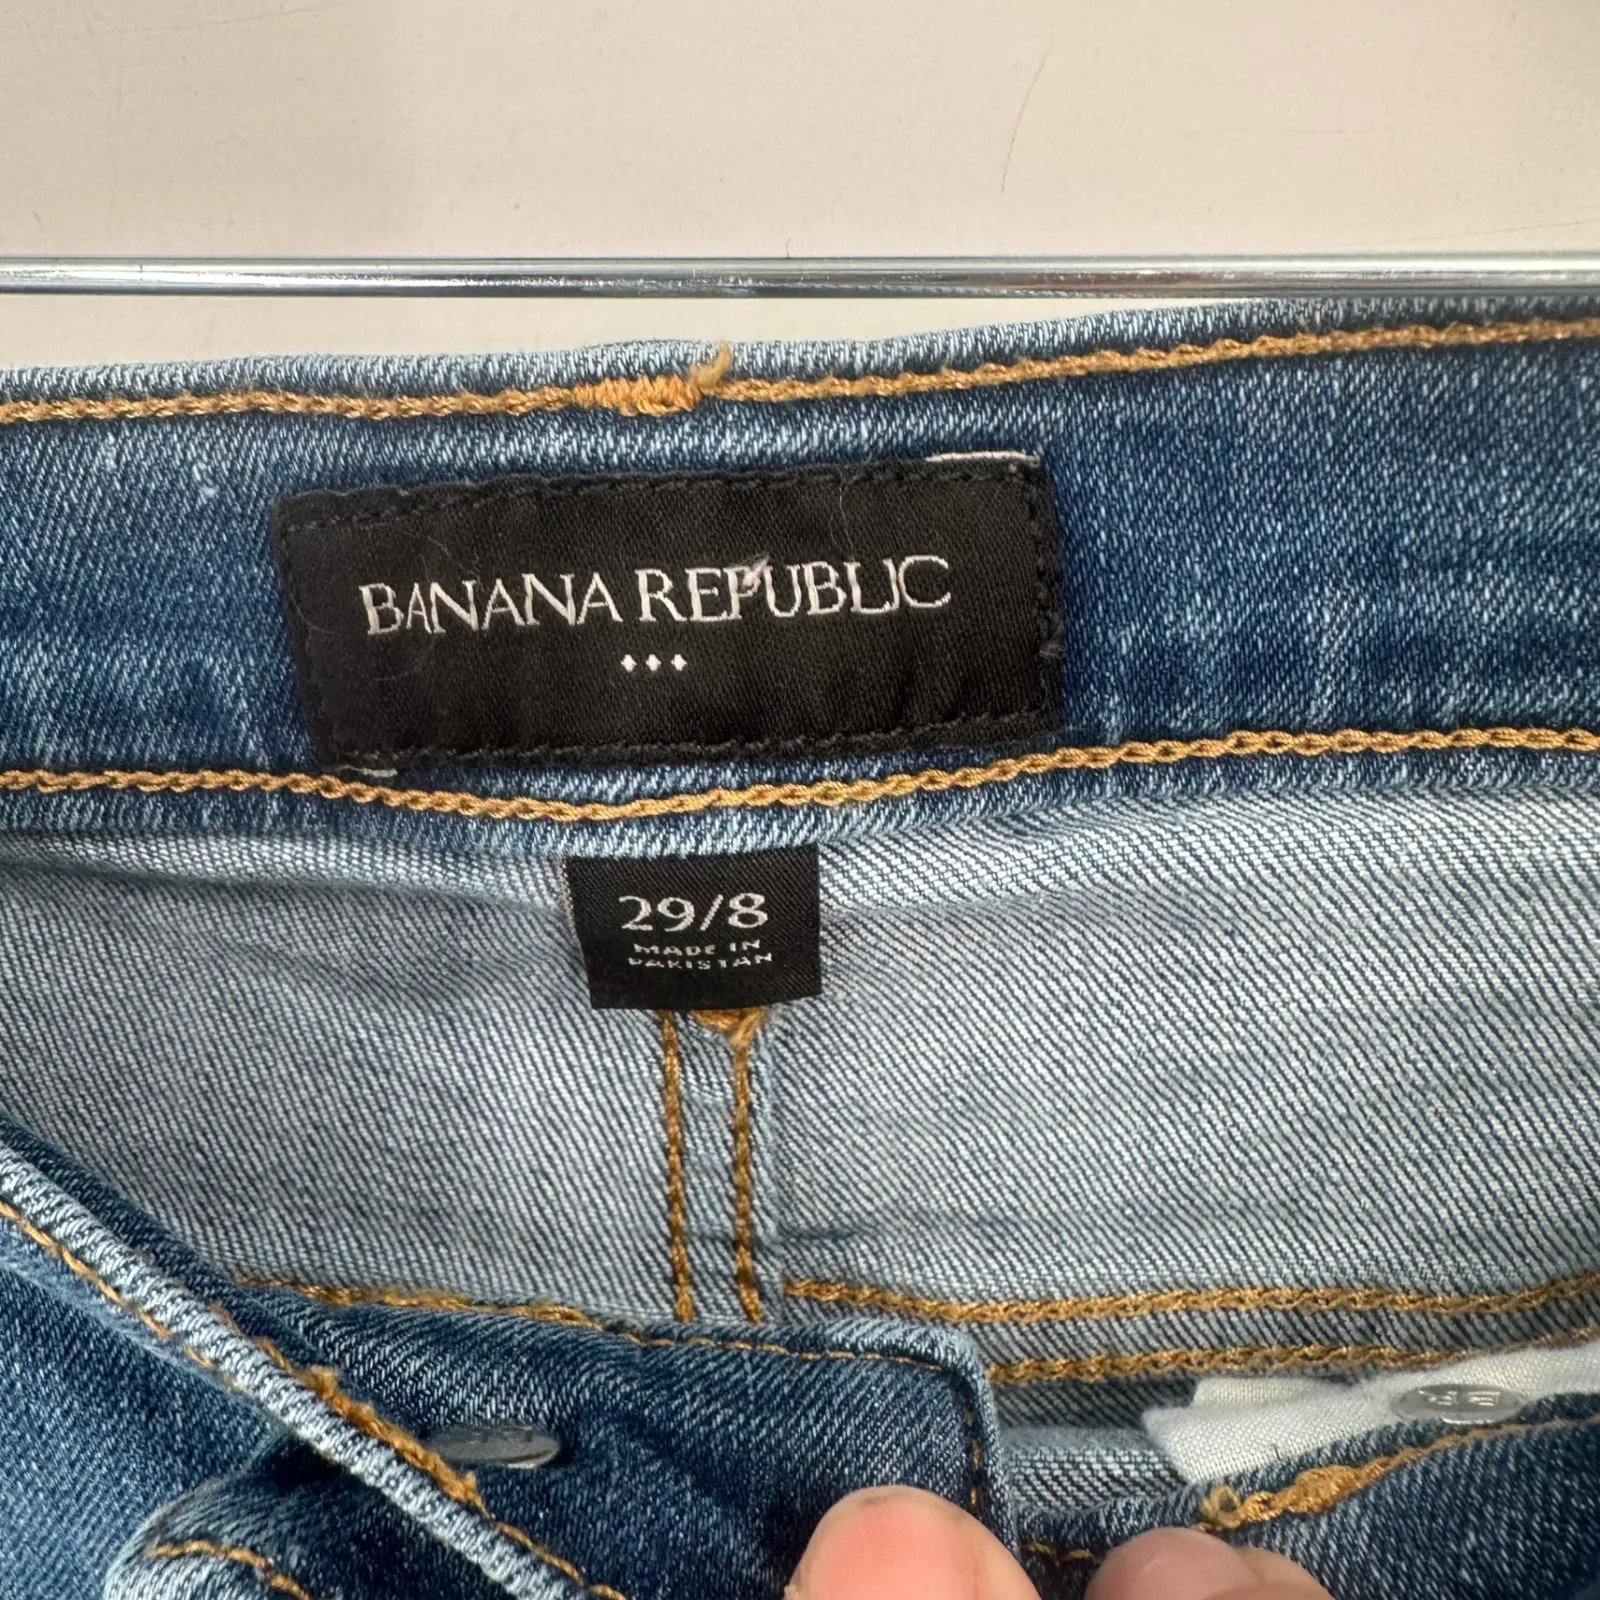 BANANA REPUBLIC
29/8
MADE IN
PAKISTAN